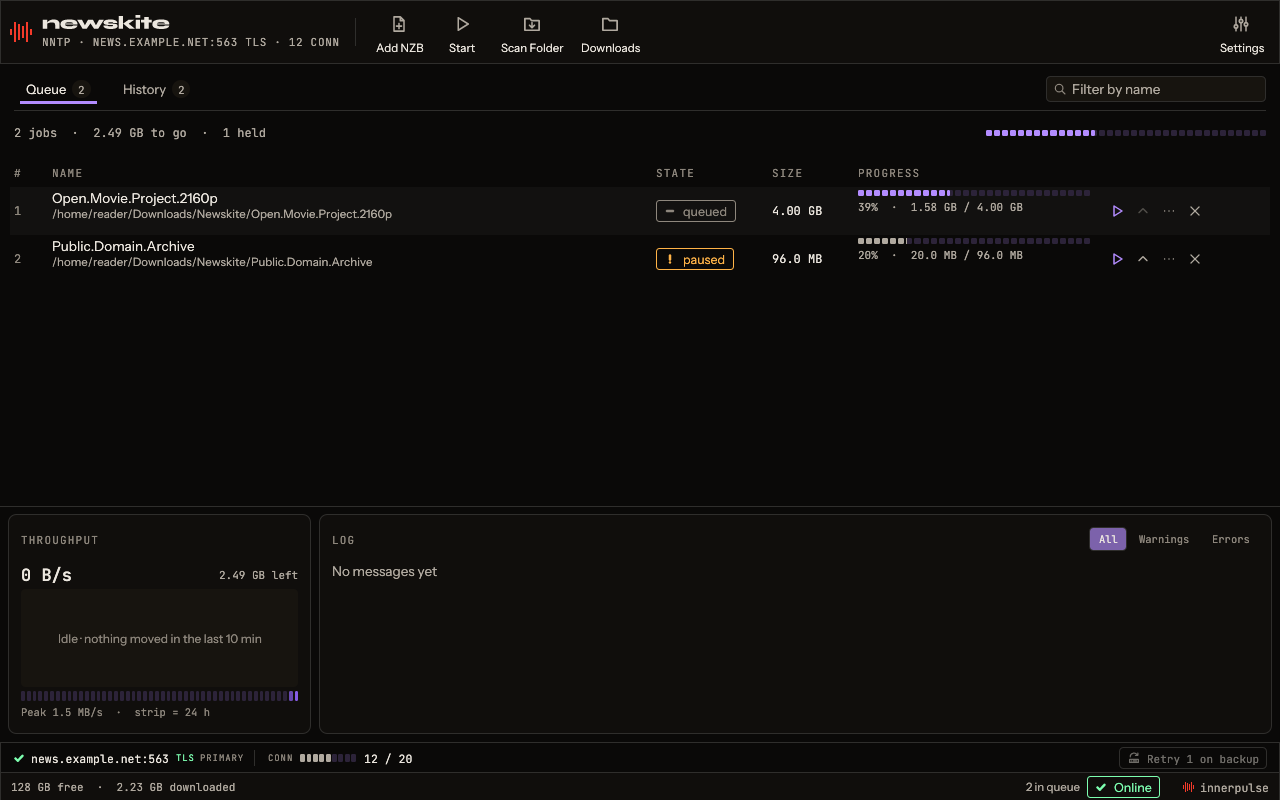 newskite
NNTP · NEWS.EXAMPLE.NET:563 TLS · 12 CONN
Add NZB
Start
Scan Folder
Downloads
Settings
Queue 2
History 2
Filter by name
2 jobs · 2.49 GB to go · 1 held
# NAME STATE SIZE PROGRESS
1 Open.Movie.Project.2160p
/home/reader/Downloads/Newskite/Open.Movie.Project.2160p
queued
4.00 GB
39% · 1.58 GB / 4.00 GB
2 Public.Domain.Archive
/home/reader/Downloads/Newskite/Public.Domain.Archive
! paused
96.0 MB
20% · 20.0 MB / 96.0 MB
THROUGHPUT
0 B/s
2.49 GB left
Idle · nothing moved in the last 10 min
Peak 1.5 MB/s · strip = 24 h
LOG
All
Warnings
Errors
No messages yet
news.example.net:563 TLS PRIMARY
CONN 12 / 20
Retry 1 on backup
128 GB free · 2.23 GB downloaded
2 in queue
Online
innerpulse